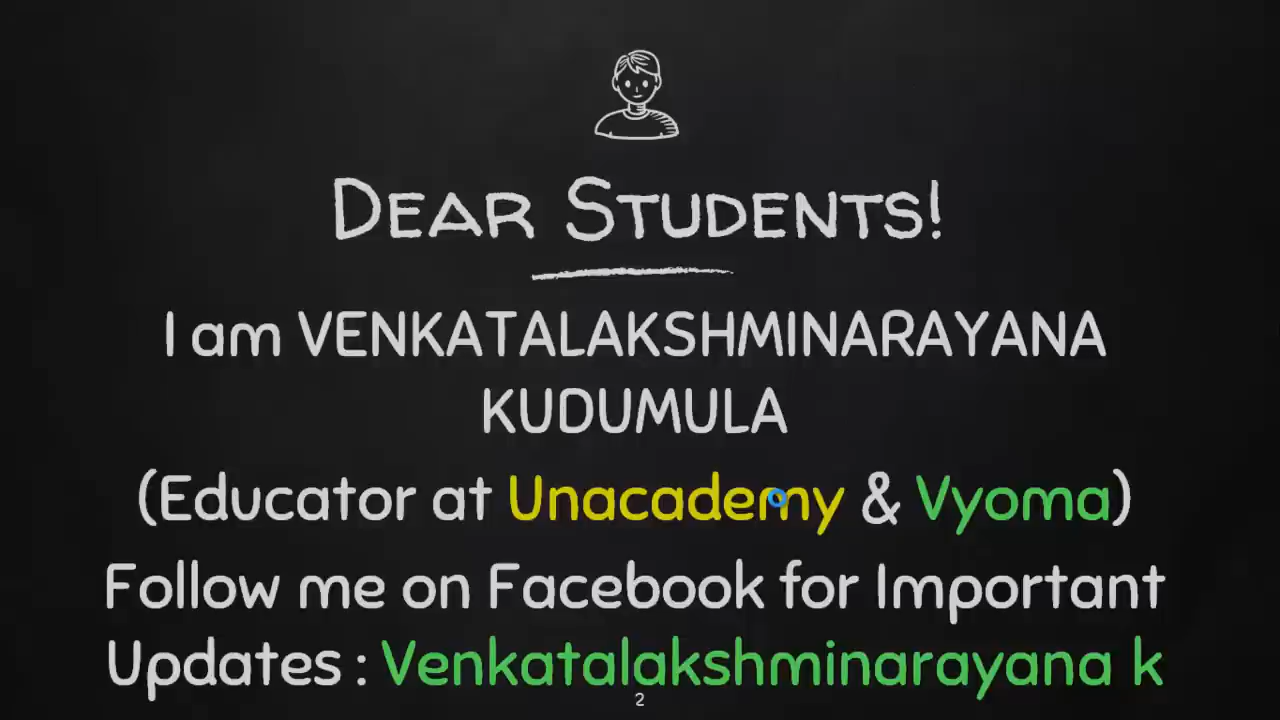 DEAR STUDENTS!
I am VENKATALAKSHMINARAYANA
KUDUMULA
(Educator at Unacademy & Vyoma)
Follow me on Facebook for Important
Updates : Venkatalakshminarayana k
2